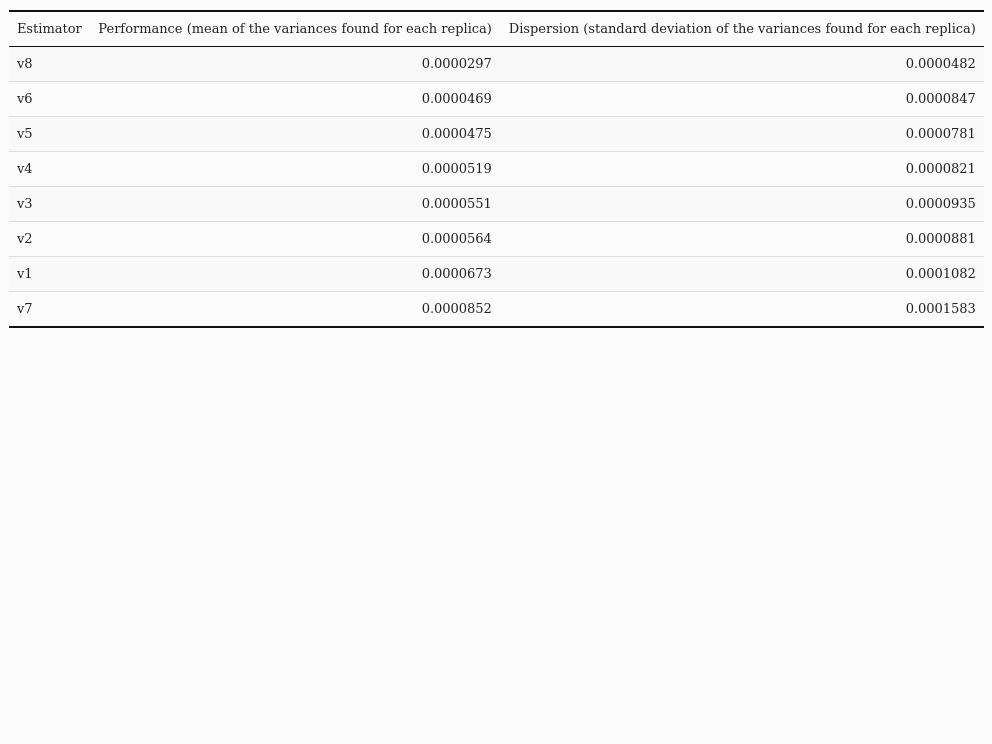 Estimator Performance (mean of the variances found for each replica) Dispersion (standard deviation of the variances found for each replica)
v8 0.0000297 0.0000482
v6 0.0000469 0.0000847
v5 0.0000475 0.0000781
v4 0.0000519 0.0000821
v3 0.0000551 0.0000935
v2 0.0000564 0.0000881
v1 0.0000673 0.0001082
v7 0.0000852 0.0001583